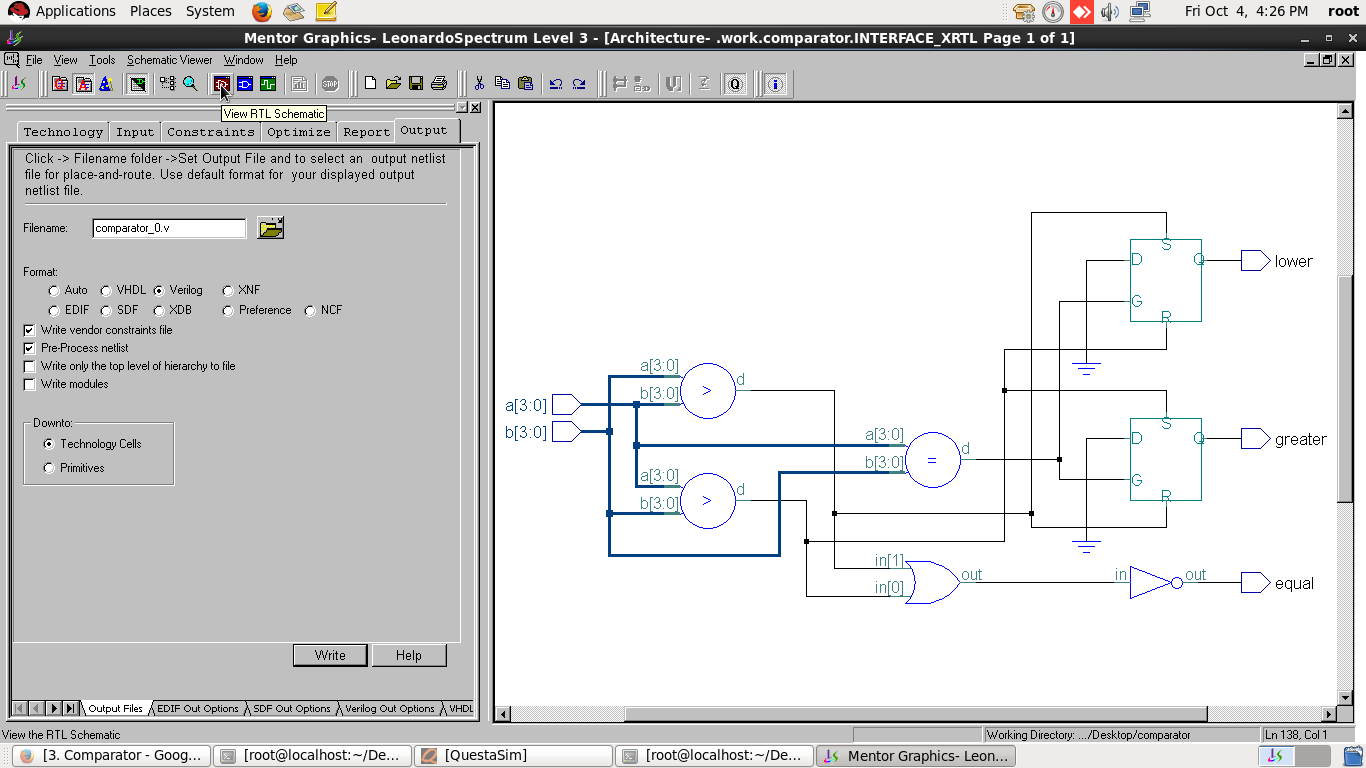 Applications Places System Fri Oct 4, 4:26 PM root
Mentor Graphics- LeonardoSpectrum Level 3 - [Architecture- .work.comparator.INTERFACE_XRTL Page 1 of 1]
File View Tools Schematic Viewer Window Help
STOP Q
View RTL Schematic
Technology Input Constraints Optimize Report Output
Click -> Filename folder ->Set Output File and to select an output netlist
file for place-and-route. Use default format for your displayed output
netlist file.
Filename: comparator_0.v
Format:
Auto VHDL Verilog XNF
EDIF SDF XDB Preference NCF
Write vendor constraints file
Pre-Process netlist
Write only the top level of hierarchy to file
Write modules
Downto:
Technology Cells
Primitives
Write Help
Output Files EDIF Out Options SDF Out Options Verilog Out Options VHDL
S
D Q lower
G
R
a[3:0] d
b[3:0] >
a[3:0]
b[3:0]
S
D Q greater
G
R
a[3:0] d
b[3:0] =
a[3:0] d
b[3:0] >
in[1] out in out
in[0] equal
View the RTL Schematic Working Directory: .../Desktop/comparator Ln 138, Col 1
[3. Comparator - Goog... [root@localhost:~/De... [QuestaSim] [root@localhost:~/De... Mentor Graphics- Leon...